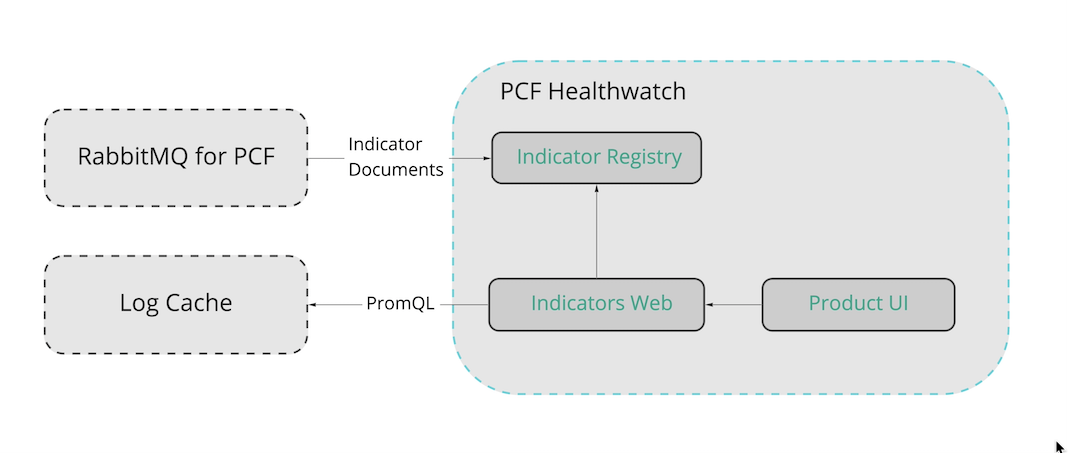 PCF Healthwatch
RabbitMQ for PCF
Indicator
Documents
Indicator Registry
Log Cache
PromQL
Indicators Web
Product UI